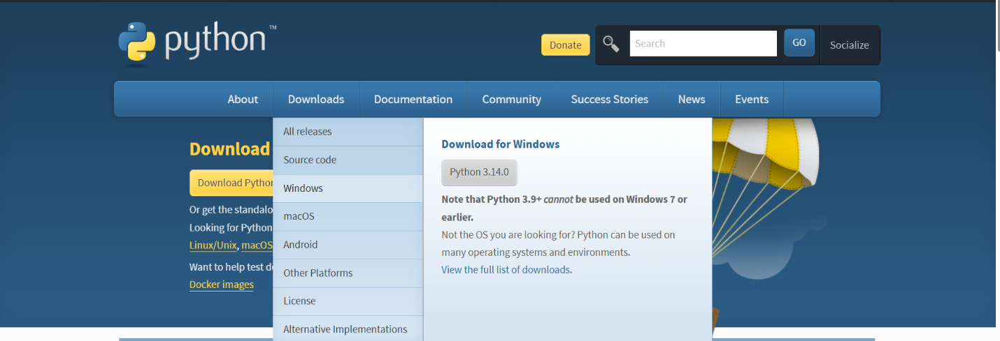 python™
Donate
Search
GO
Socialize
About
Downloads
Documentation
Community
Success Stories
News
Events
Download
Download Python
Or get the standalo
Looking for Python
Linux/Unix, macOS
Want to help test de
Docker images
All releases
Source code
Windows
macOS
Android
Other Platforms
License
Alternative Implementations
Download for Windows
Python 3.14.0
Note that Python 3.9+ cannot be used on Windows 7 or
earlier.
Not the OS you are looking for? Python can be used on
many operating systems and environments.
View the full list of downloads.